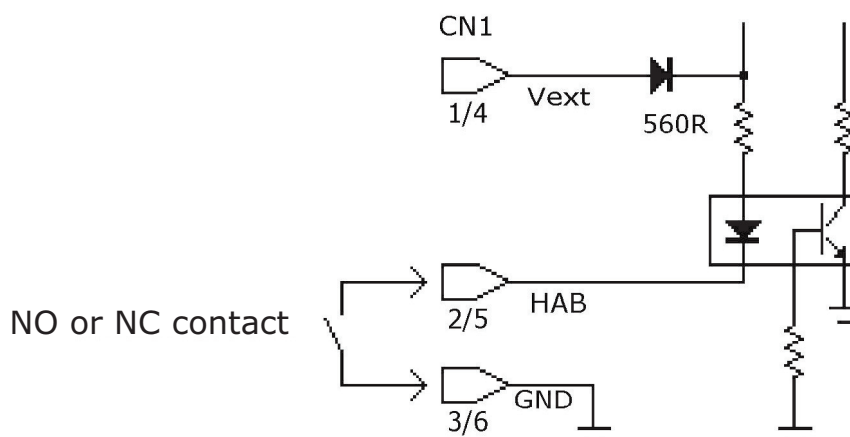 CN1
Vext
1/4
560R
HAB
2/5
NO or NC contact
GND
3/6